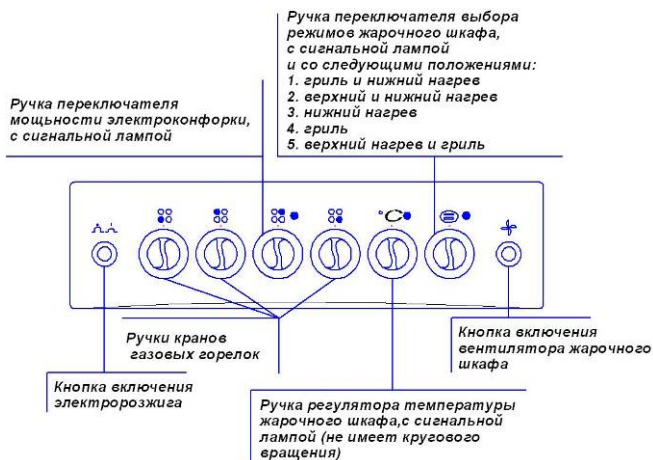 Ручка переключателя выбора
режимов жарочного шкафа,
с сигнальной лампой
и со следующими положениями:
1. гриль и нижний нагрев
2. верхний и нижний нагрев
3. нижний нагрев
4. гриль
5. верхний нагрев и гриль
Ручка переключателя
мощьности электроконфорки,
с сигнальной лампой
Ручки кранов
газовых горелок
Кнопка включения
вентилятора жарочного
шкафа
Кнопка включения
электророзжига
Ручка регулятора температуры
жарочного шкафа,с сигнальной
лампой (не имеет кругового
вращения)